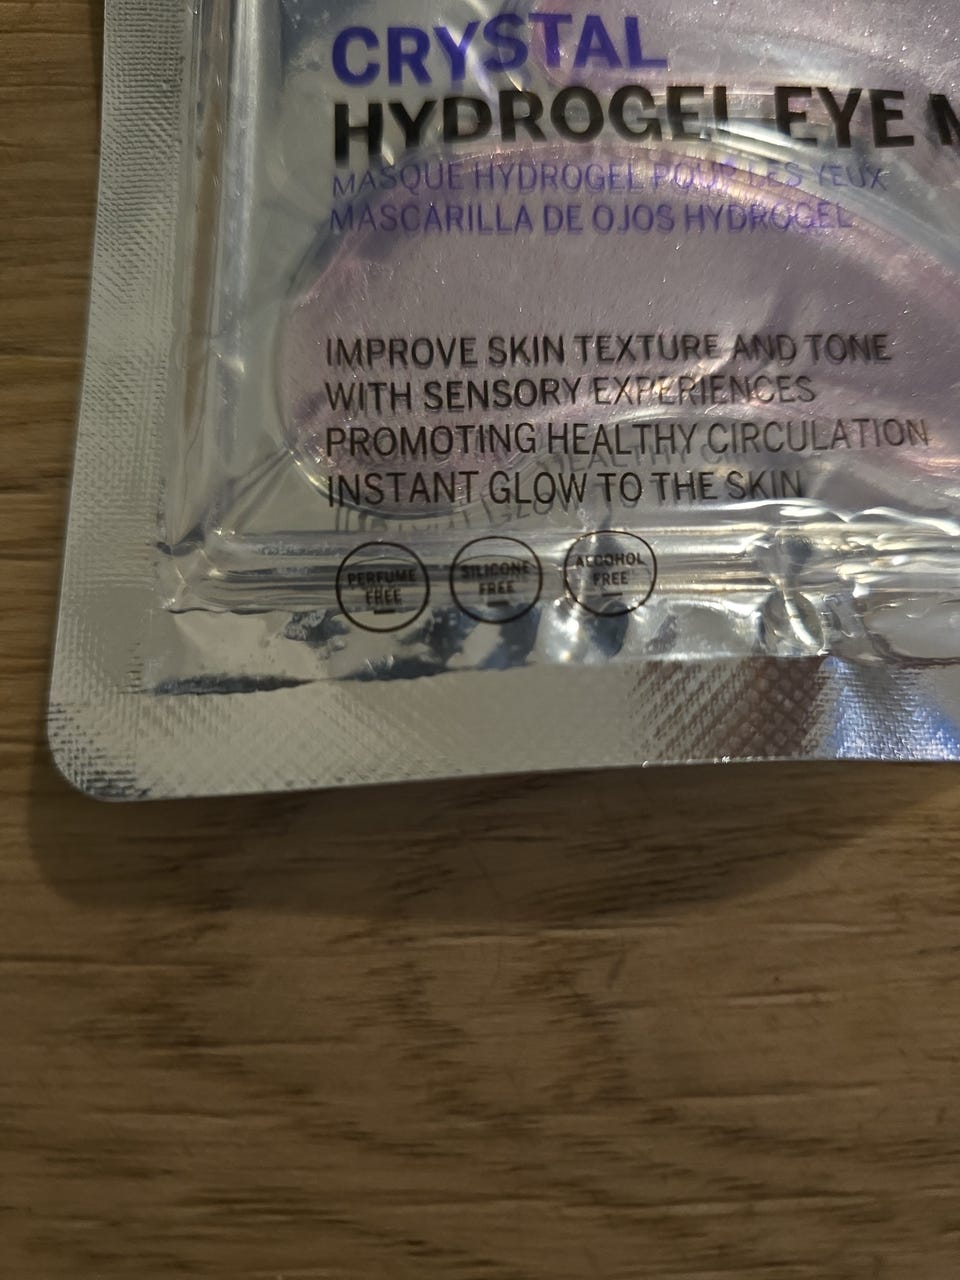 CRYSTAL
HYDROGEL EYE M
MASQUE HYDROGEL POUR LES YEUX
MASCARILLA DE OJOS HYDROGEL
IMPROVE SKIN TEXTURE AND TONE
WITH SENSORY EXPERIENCES
PROMOTING HEALTHY CIRCULATION
INSTANT GLOW TO THE SKIN
PERFUME
FREE
SILICONE
FREE
ALCOHOL
FREE